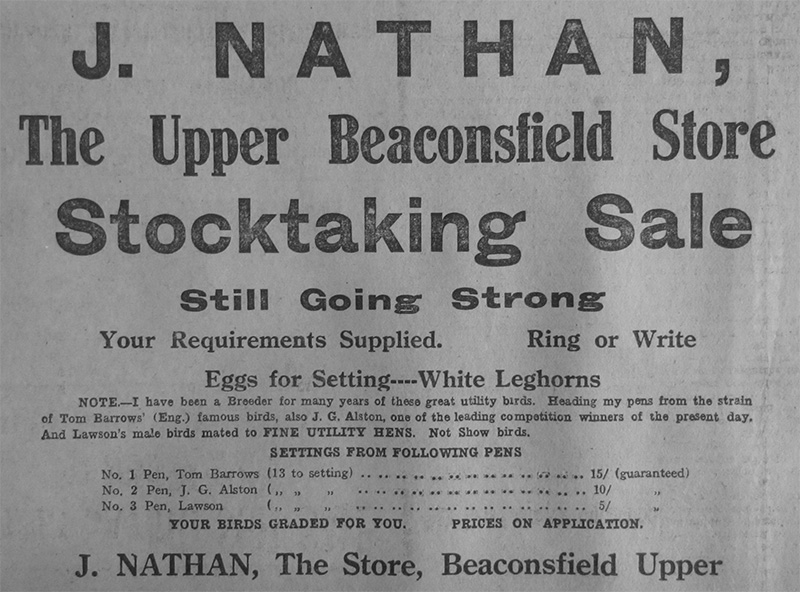 J. NATHAN,
The Upper Beaconsfield Store
Stocktaking Sale
Still Going Strong
Your Requirements Supplied. Ring or Write
Eggs for Setting----White Leghorns
NOTE.—I have been a Breeder for many years of these great utility birds. Heading my pens from the strain
of Tom Barrows' (Eng.) famous birds, also J. G. Alston, one of the leading competition winners of the present day.
And Lawson's male birds mated to FINE UTILITY HENS. Not Show birds.
SETTINGS FROM FOLLOWING PENS
No. 1 Pen, Tom Barrows (13 to setting) .. .. .. .. .. .. .. .. .. .. .. .. 15/ (guaranteed)
No. 2 Pen, J. G. Alston (,, ,, ,, .. .. .. .. .. .. .. .. .. .. .. .. 10/ ,,
No. 3 Pen, Lawson (,, ,, ,, .. .. .. .. .. .. .. .. .. .. .. .. 5/ ,,
YOUR BIRDS GRADED FOR YOU. PRICES ON APPLICATION.
J. NATHAN, The Store, Beaconsfield Upper